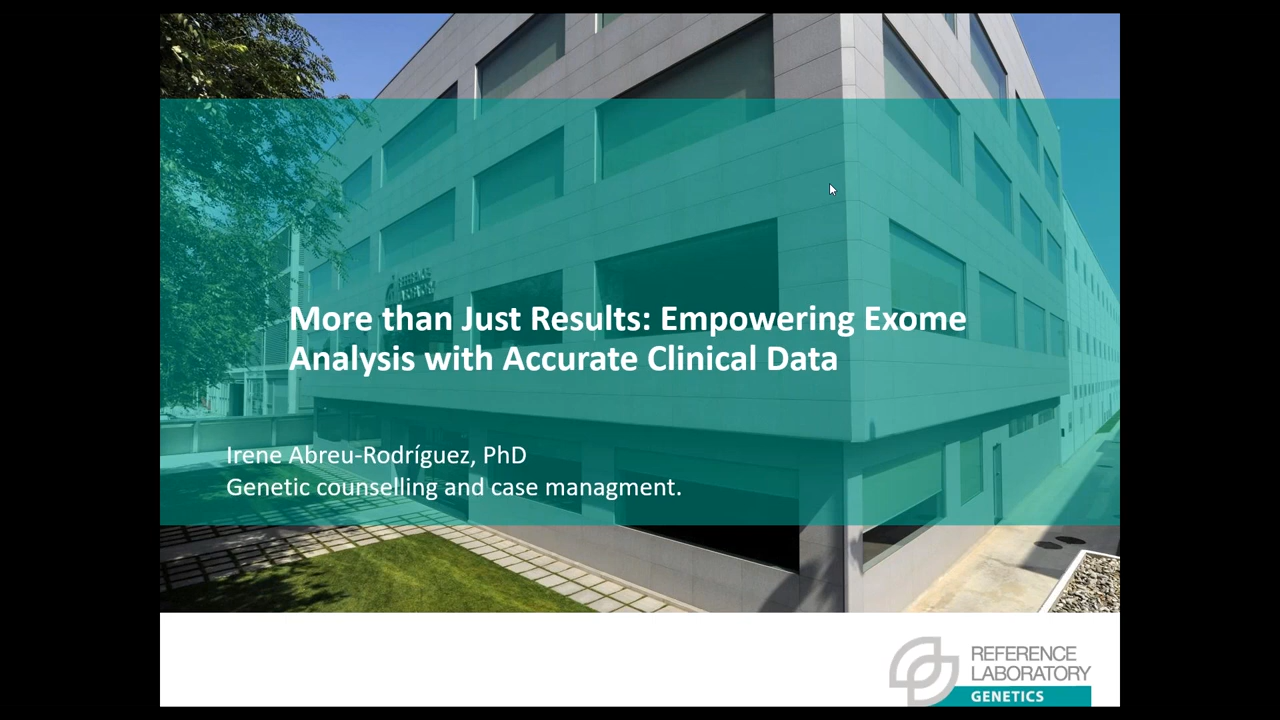 More than Just Results: Empowering Exome
Analysis with Accurate Clinical Data
Irene Abreu-Rodríguez, PhD
Genetic counselling and case managment.
REFERENCE
LABORATORY
GENETICS